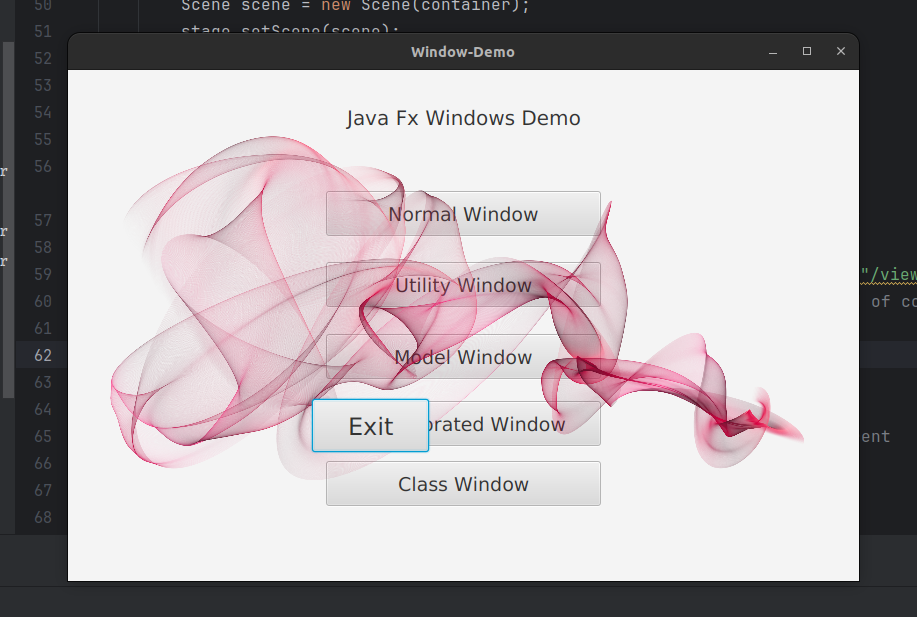 50 Scene scene = new Scene(container);
51 stage.setScene(scene);
Window-Demo
52
53
54
55
56
57
58
59 "/view
60 of co
61
62
63
64
65 ent
66
67
68
r
r
r
Java Fx Windows Demo
Normal Window
Utility Window
Model Window
Exit
orated Window
Class Window